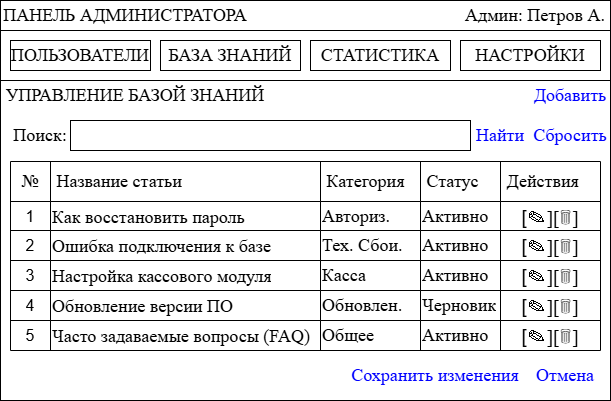 ПАНЕЛЬ АДМИНИСТРАТОРА Админ: Петров А.
ПОЛЬЗОВАТЕЛИ БАЗА ЗНАНИЙ СТАТИСТИКА НАСТРОЙКИ
УПРАВЛЕНИЕ БАЗОЙ ЗНАНИЙ Добавить
Поиск: Найти Сбросить
№ Название статьи Категория Статус Действия
1 Как восстановить пароль Авториз. Активно [✎][🗑]
2 Ошибка подключения к базе Тех. Сбои. Активно [✎][🗑]
3 Настройка кассового модуля Касса Активно [✎][🗑]
4 Обновление версии ПО Обновлен. Черновик [✎][🗑]
5 Часто задаваемые вопросы (FAQ) Общее Активно [✎][🗑]
Сохранить изменения Отмена